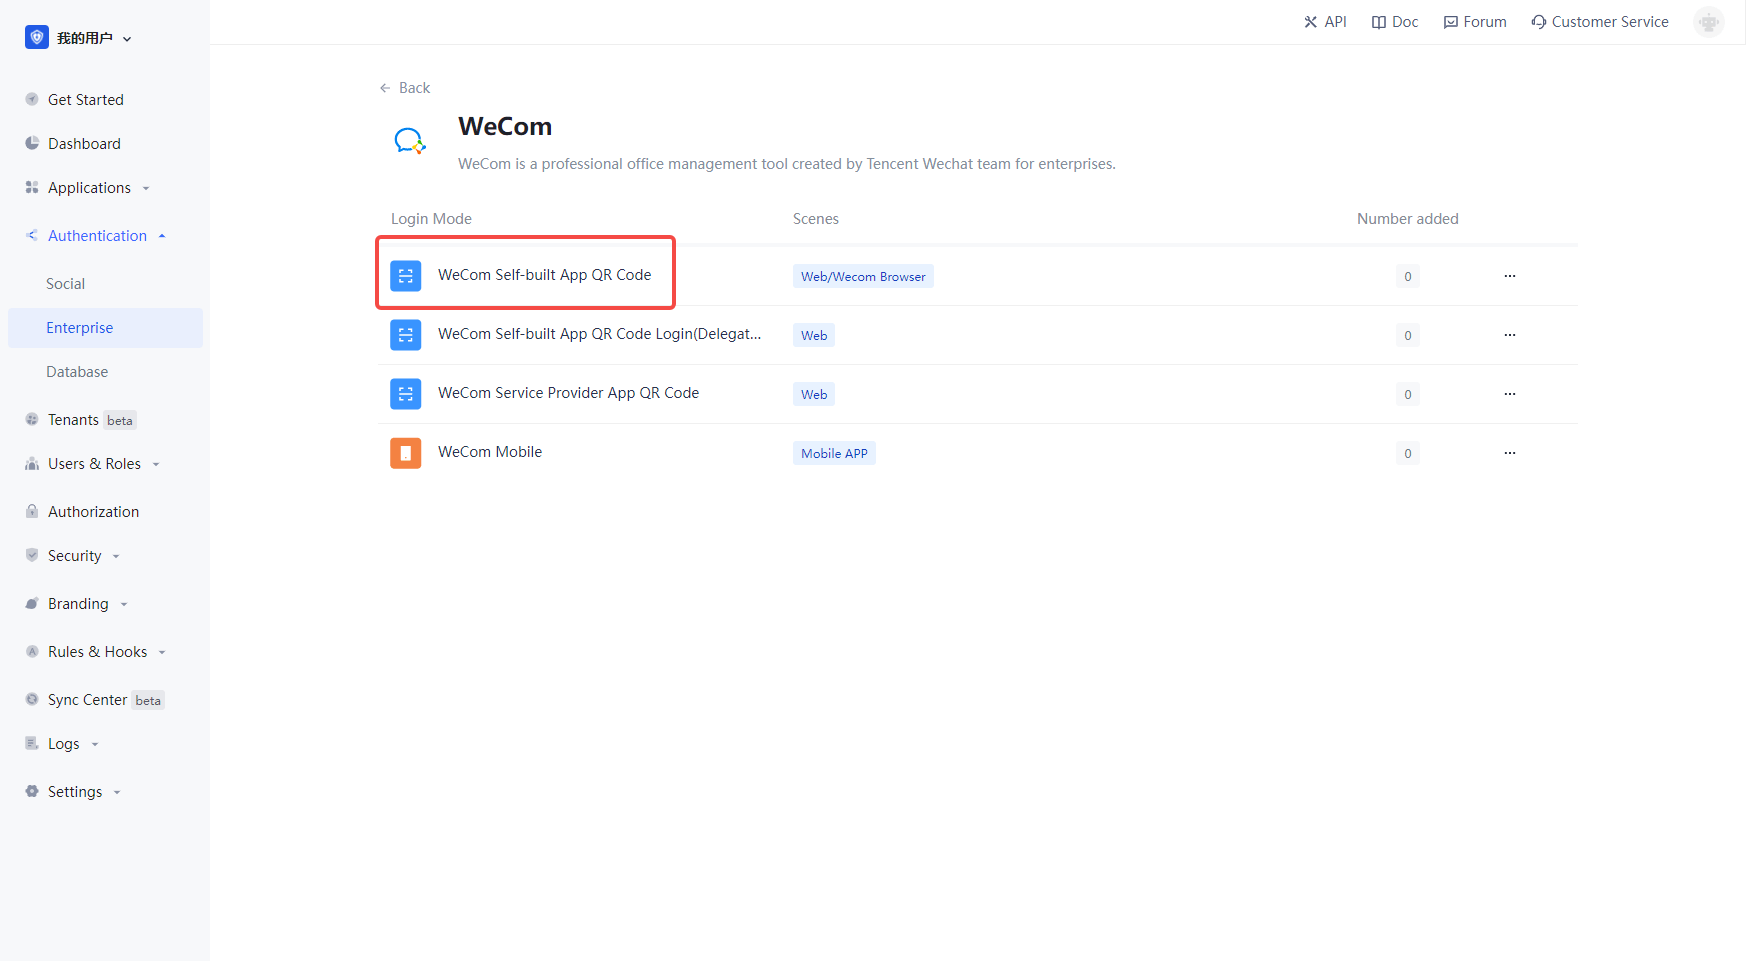 我的用户
API
Doc
Forum
Customer Service
Get Started
Dashboard
Applications
Authentication
Social
Enterprise
Database
Tenants beta
Users & Roles
Authorization
Security
Branding
Rules & Hooks
Sync Center beta
Logs
Settings
Back
WeCom
WeCom is a professional office management tool created by Tencent Wechat team for enterprises.
Login Mode Scenes Number added
WeCom Self-built App QR Code Web/Wecom Browser 0 ···
WeCom Self-built App QR Code Login(Delegat... Web 0 ···
WeCom Service Provider App QR Code Web 0 ···
WeCom Mobile Mobile APP 0 ···